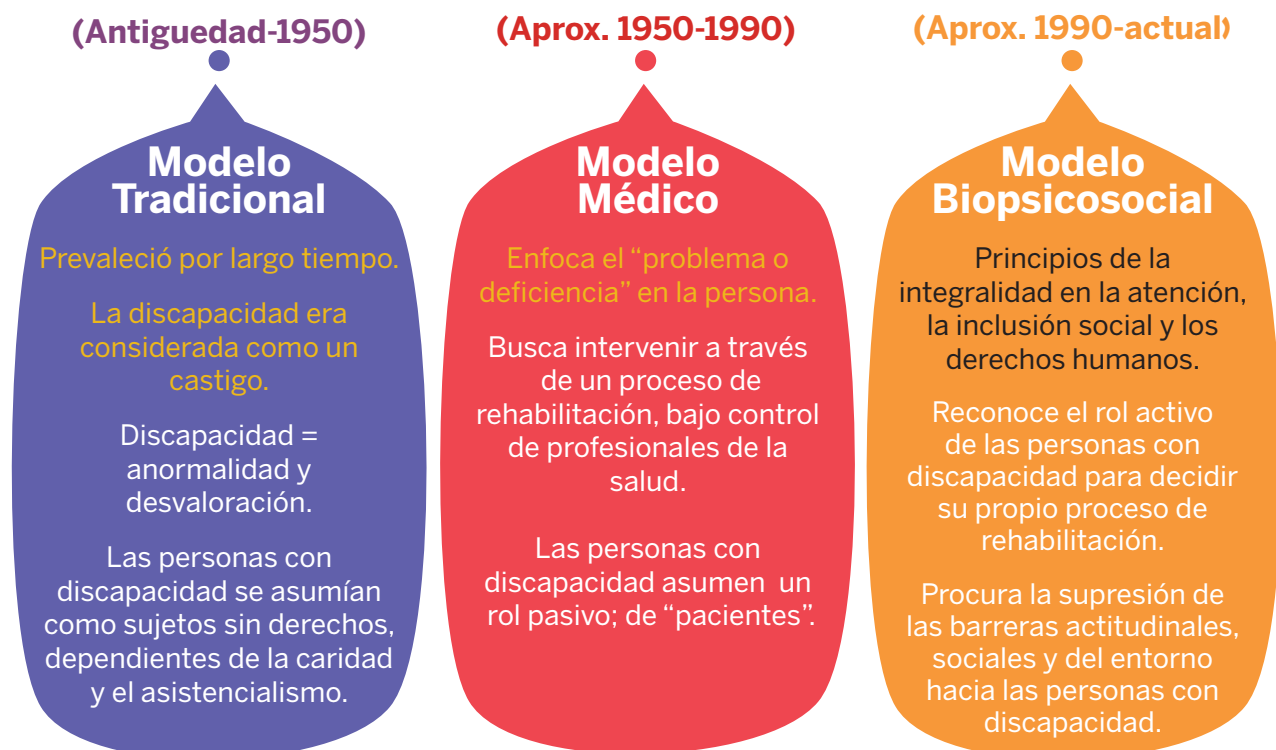 (Antiguedad-1950)
Modelo
Tradicional
Prevaleció por largo tiempo.
La discapacidad era
considerada como un
castigo.
Discapacidad =
anormalidad y
desvaloración.
Las personas con
discapacidad se asumían
como sujetos sin derechos,
dependientes de la caridad
y el asistencialismo.
(Aprox. 1950-1990)
Modelo
Médico
Enfoca el “problema o
deficiencia” en la persona.
Busca intervenir a través
de un proceso de
rehabilitación, bajo control
de profesionales de la
salud.
Las personas con
discapacidad asumen un
rol pasivo; de “pacientes”.
(Aprox. 1990-actual)
Modelo
Biopsicosocial
Principios de la
integralidad en la atención,
la inclusión social y los
derechos humanos.
Reconoce el rol activo
de las personas con
discapacidad para decidir
su propio proceso de
rehabilitación.
Procura la supresión de
las barreras actitudinales,
sociales y del entorno
hacia las personas con
discapacidad.